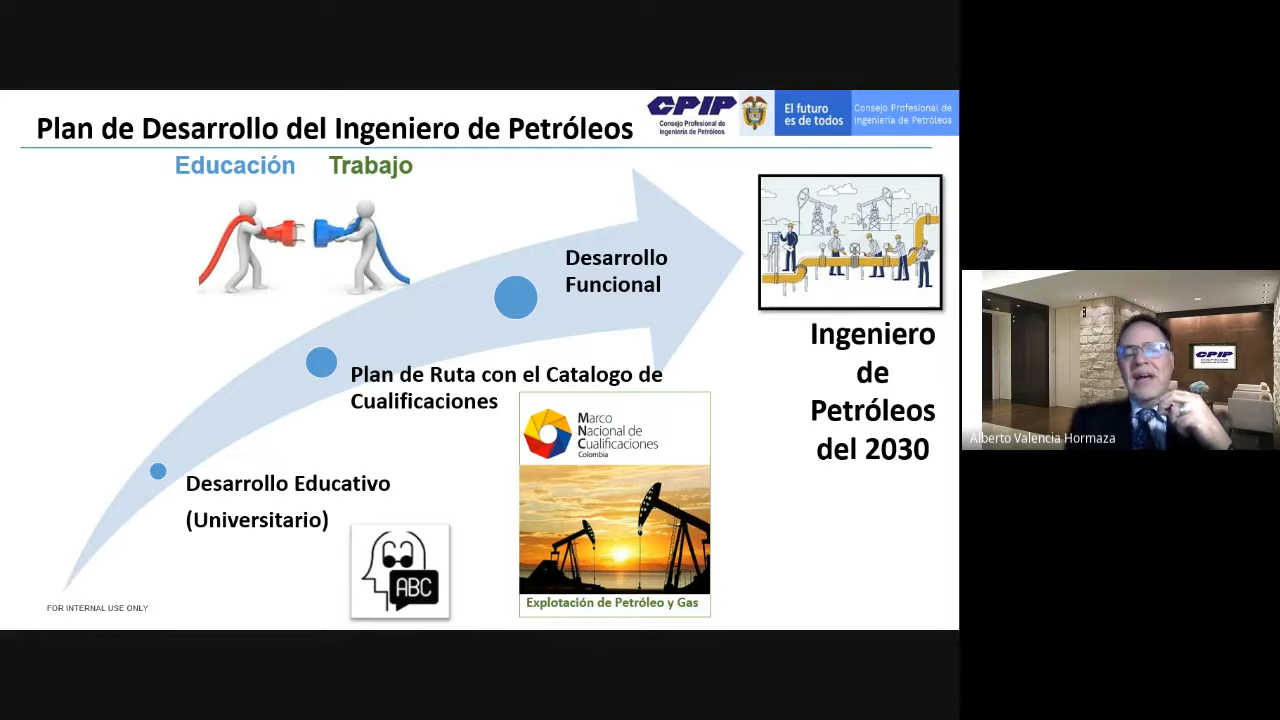 Plan de Desarrollo del Ingeniero de Petróleos
CPIP
Consejo Profesional de
Ingeniería de Petróleos
El futuro
es de todos
Consejo Profesional de
Ingeniería de Petróleos
Educación
Trabajo
Desarrollo
Funcional
Ingeniero
de
Petróleos
del 2030
Plan de Ruta con el Catalogo de
Cualificaciones
Marco
Nacional de
Cualificaciones
Colombia
Desarrollo Educativo
(Universitario)
ABC
Explotación de Petróleo y Gas
FOR INTERNAL USE ONLY
CPIP
Alberto Valencia Hormaza